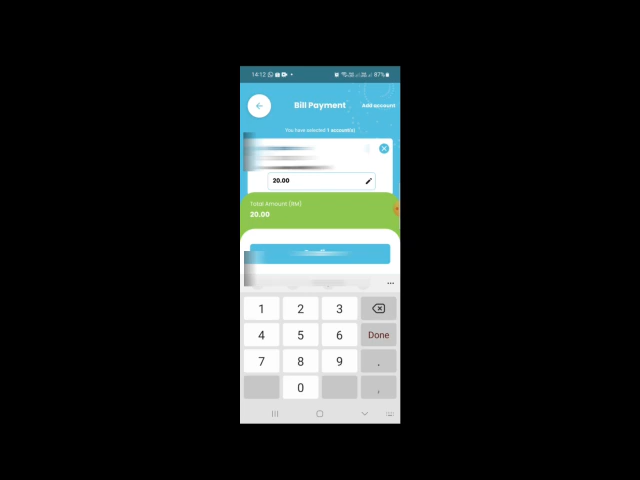 14:12
87%
Bill Payment
Add account
You have selected 1 account(s)
20.00
Total Amount (RM)
20.00
1 2 3
4 5 6 Done
7 8 9 .
0 ,